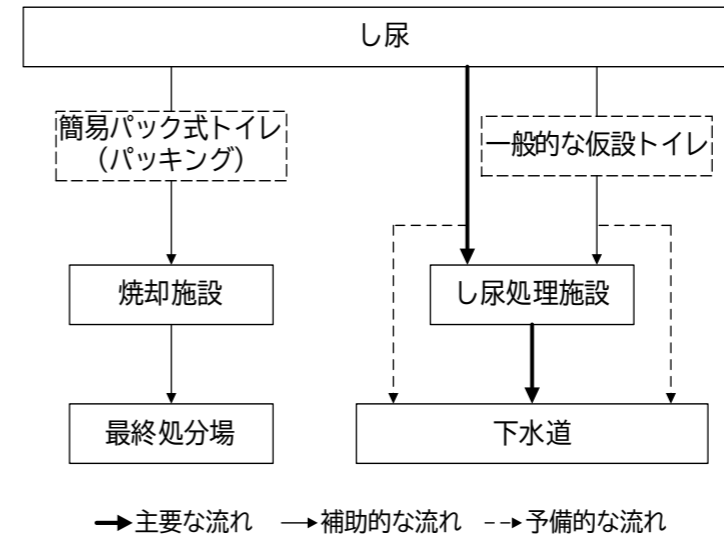 し尿
簡易パック式トイレ
（パッキング）
一般的な仮設トイレ
焼却施設
し尿処理施設
最終処分場
下水道
主要な流れ 補助的な流れ 予備的な流れ